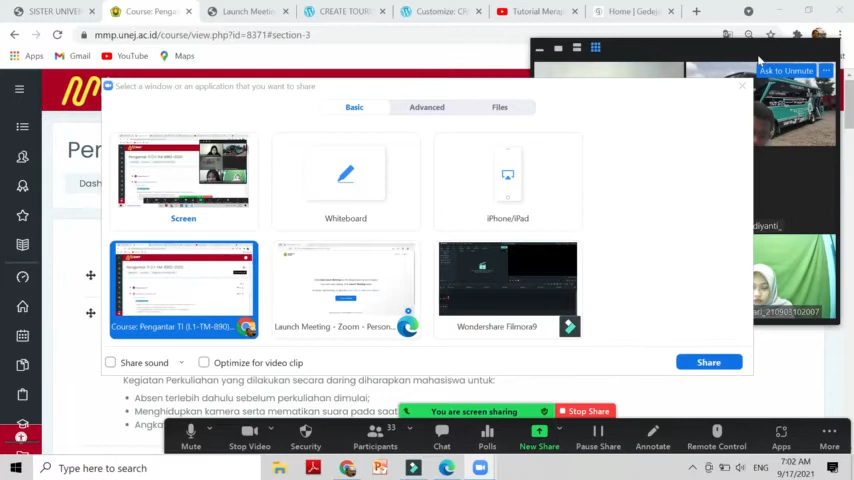 SISTER UNIVER
Course: Pengan
Launch Meetin
CREATE TOUR
Customize: CR
Tutorial Merap
Home | Gedej
mmp.unej.ac.id/course/view.php?id=8371#section-3
Apps
Gmail
YouTube
Maps
Select a window or an application that you want to share
Ask to Unmute
Basic
Advanced
Files
Per
Dash
Screen
Whiteboard
iPhone/iPad
diyanti_
Course: Pengantar TI (I.1-TM-890)...
Launch Meeting - Zoom - Person...
Wondershare Filmora9
ari_210903102007
Share sound
Optimize for video clip
Share
Kegiatan Perkuliahan yang dilakukan secara daring diharapkan mahasiswa untuk:
Absen terlebih dahulu sebelum perkuliahan dimulai;
Menghidupkan kamera serta mematikan suara pada saat
Angka
You are screen sharing
Stop Share
33
Mute
Stop Video
Security
Participants
Chat
Polls
New Share
Pause Share
Annotate
Remote Control
Apps
More
Type here to search
ENG
7:02 AM
9/17/2021